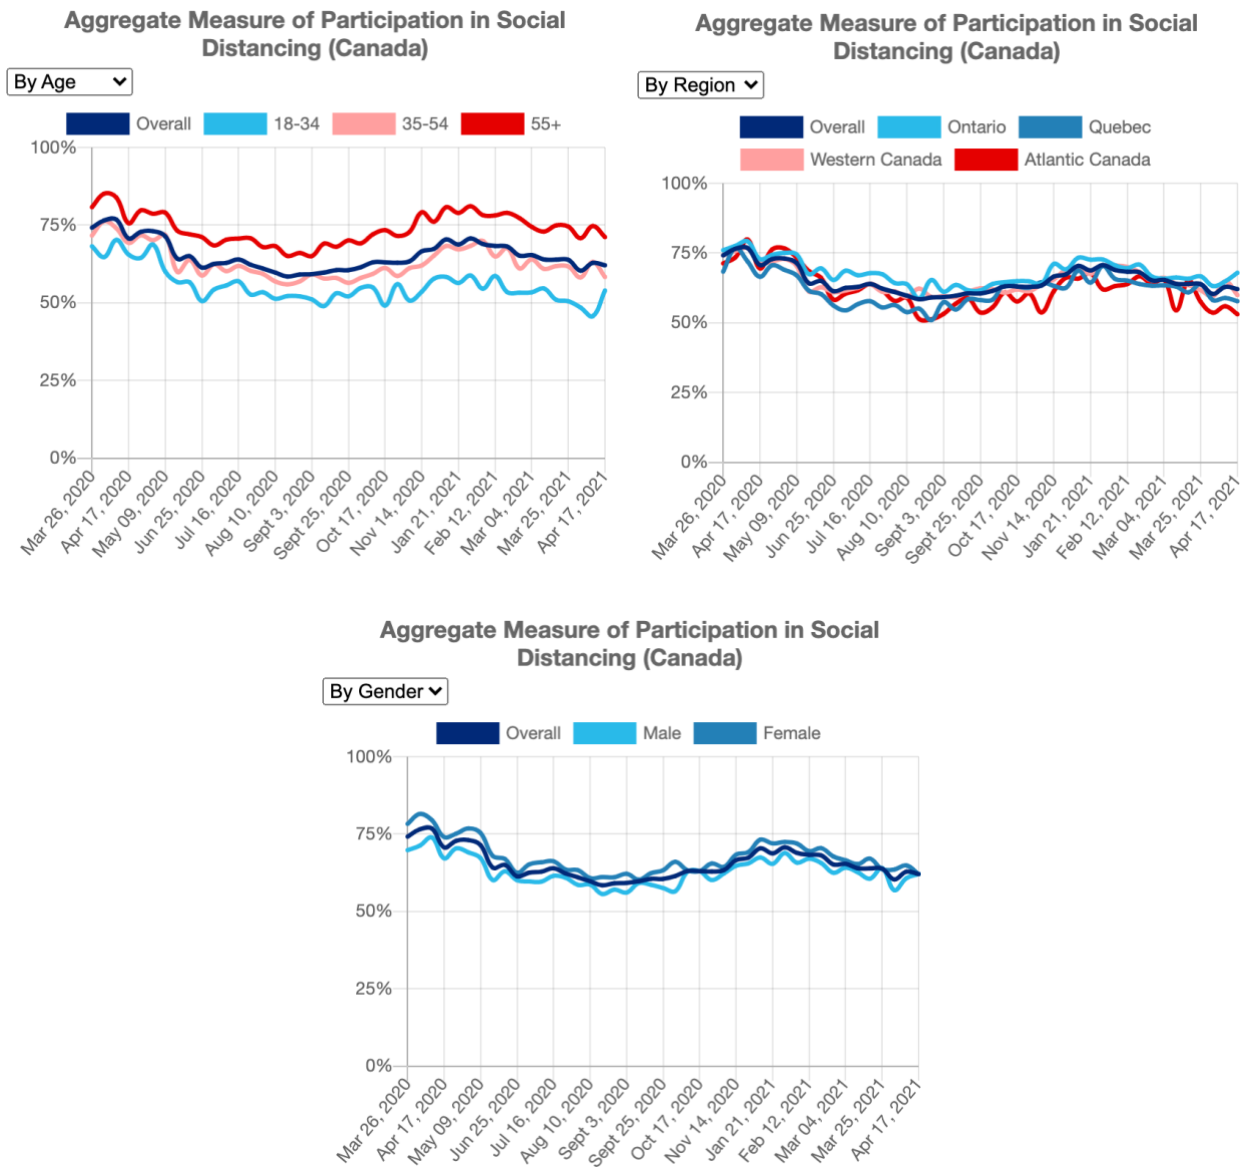 Aggregate Measure of Participation in Social
Distancing (Canada)
By Age
Overall 18-34 35-54 55+
100%
75%
50%
25%
0%
Mar 26, 2020
Apr 17, 2020
May 09, 2020
Jun 25, 2020
Jul 16, 2020
Aug 10, 2020
Sept 3, 2020
Sept 25, 2020
Oct 17, 2020
Nov 14, 2020
Jan 21, 2021
Feb 12, 2021
Mar 04, 2021
Mar 25, 2021
Apr 17, 2021
Aggregate Measure of Participation in Social
Distancing (Canada)
By Region
Overall Ontario Quebec
Western Canada Atlantic Canada
100%
75%
50%
25%
0%
Mar 26, 2020
Apr 17, 2020
May 09, 2020
Jun 25, 2020
Jul 16, 2020
Aug 10, 2020
Sept 3, 2020
Sept 25, 2020
Oct 17, 2020
Nov 14, 2020
Jan 21, 2021
Feb 12, 2021
Mar 04, 2021
Mar 25, 2021
Apr 17, 2021
Aggregate Measure of Participation in Social
Distancing (Canada)
By Gender
Overall Male Female
100%
75%
50%
25%
0%
Mar 26, 2020
Apr 17, 2020
May 09, 2020
Jun 25, 2020
Jul 16, 2020
Aug 10, 2020
Sept 3, 2020
Sept 25, 2020
Oct 17, 2020
Nov 14, 2020
Jan 21, 2021
Feb 12, 2021
Mar 04, 2021
Mar 25, 2021
Apr 17, 2021